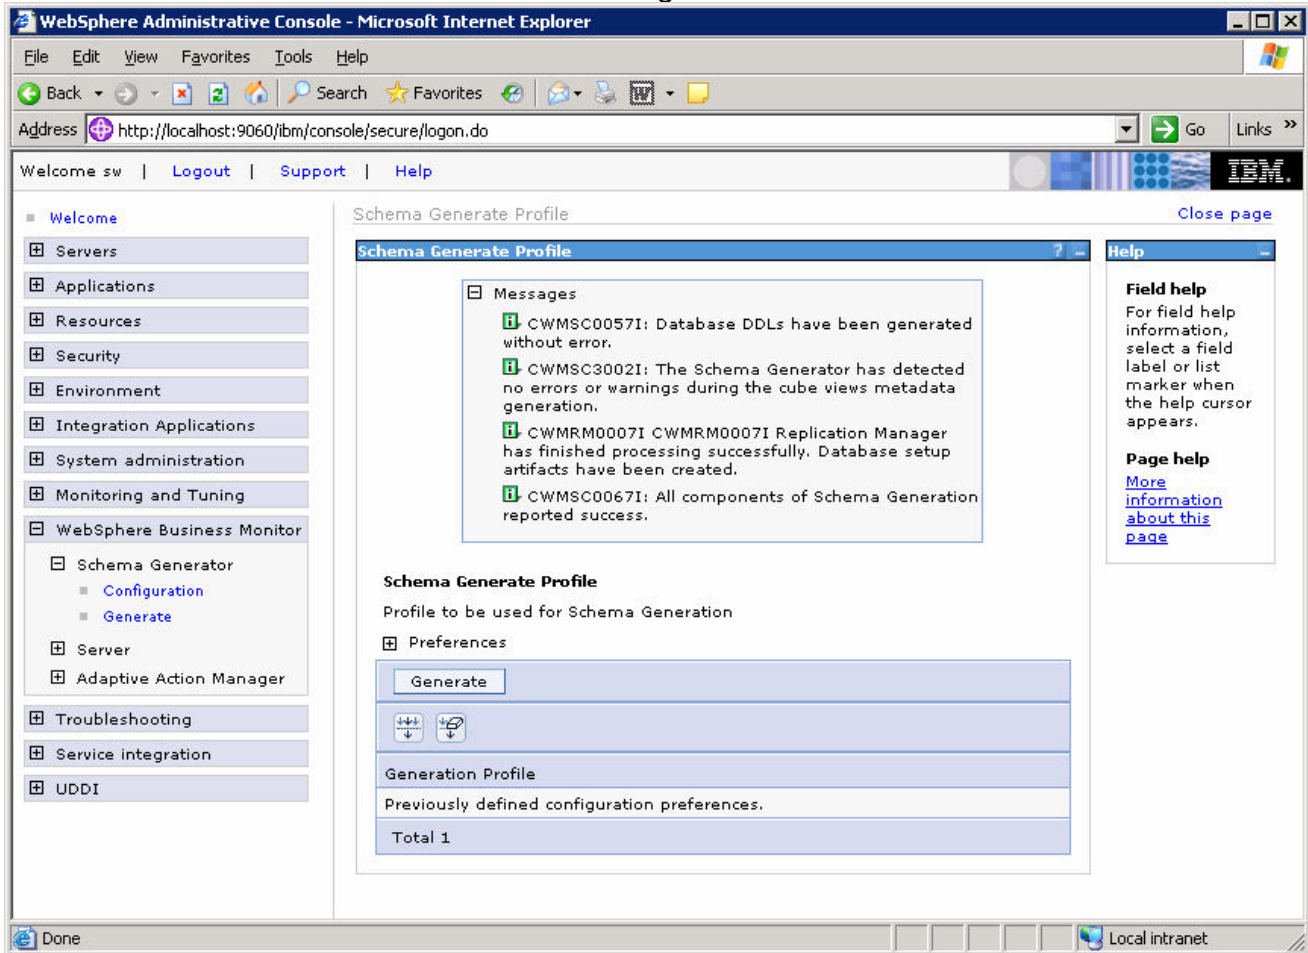 WebSphere Administrative Console - Microsoft Internet Explorer
File Edit View Favorites Tools Help
Back Search Favorites
Address http://localhost:9060/ibm/console/secure/logon.do Go Links »
Welcome sw | Logout | Support | Help IBM.
Welcome
Servers
Applications
Resources
Security
Environment
Integration Applications
System administration
Monitoring and Tuning
WebSphere Business Monitor
Schema Generator
Configuration
Generate
Server
Adaptive Action Manager
Troubleshooting
Service integration
UDDI
Schema Generate Profile Close page
Schema Generate Profile ? -
Messages
CWMSC0057I: Database DDLs have been generated
without error.
CWMSC3002I: The Schema Generator has detected
no errors or warnings during the cube views metadata
generation.
CWMRM0007I CWMRM0007I Replication Manager
has finished processing successfully. Database setup
artifacts have been created.
CWMSC0067I: All components of Schema Generation
reported success.
Schema Generate Profile
Profile to be used for Schema Generation
Preferences
Generate
Generation Profile
Previously defined configuration preferences.
Total 1
Help -
Field help
For field help
information,
select a field
label or list
marker when
the help cursor
appears.
Page help
More
information
about this
page
Done Local intranet